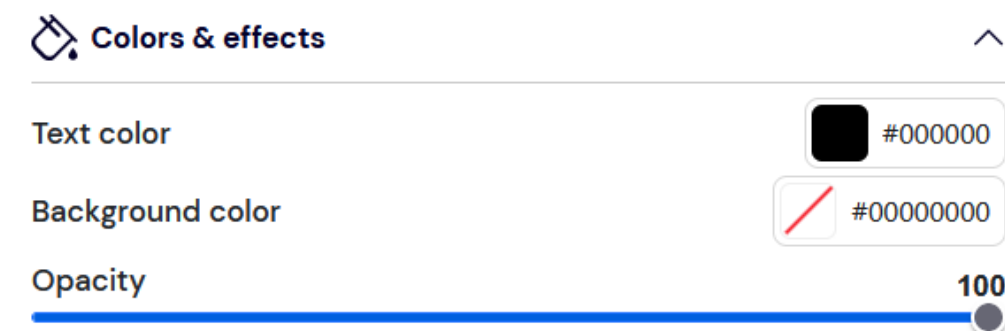 Colors & effects
Text color #000000
Background color #00000000
Opacity 100